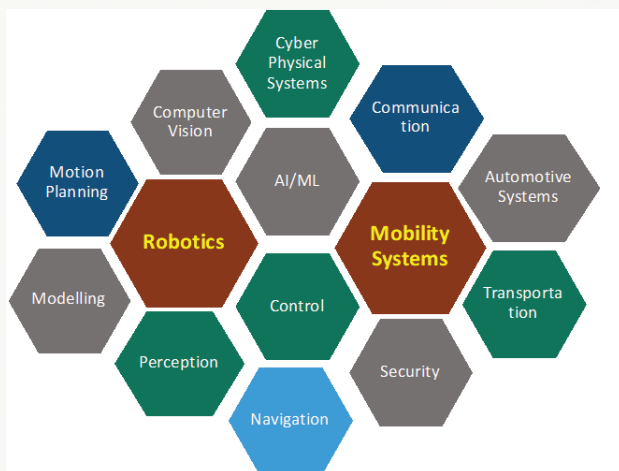 Cyber
Physical
Systems
Computer
Vision
Communica
tion
Motion
Planning
AI/ML
Automotive
Systems
Robotics
Mobility
Systems
Modelling
Control
Transporta
tion
Perception
Security
Navigation